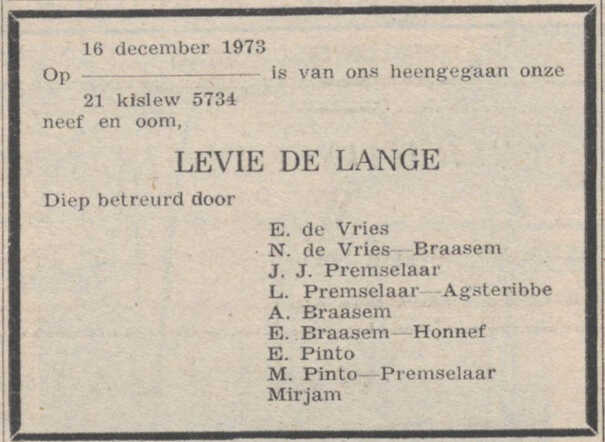 16 december 1973
Op ——— is van ons heengegaan onze
21 kislew 5734
neef en oom,
LEVIE DE LANGE
Diep betreurd door
E. de Vries
N. de Vries—Braasem
J. J. Premselaar
L. Premselaar—Agsteribbe
A. Braasem
E. Braasem—Honnef
E. Pinto
M. Pinto—Premselaar
Mirjam